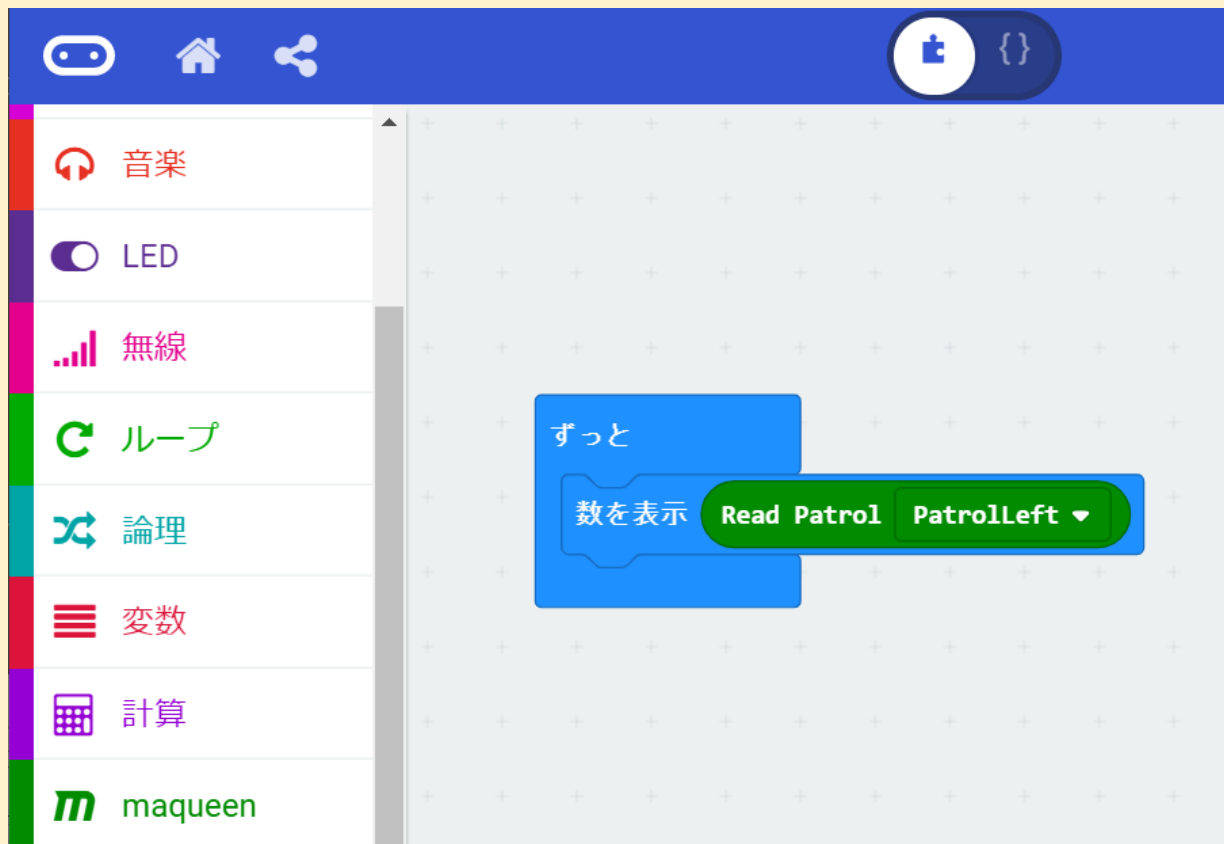 { }
音楽
LED
無線
ループ
論理
変数
計算
maqueen
ずっと
数を表示 Read Patrol PatrolLeft